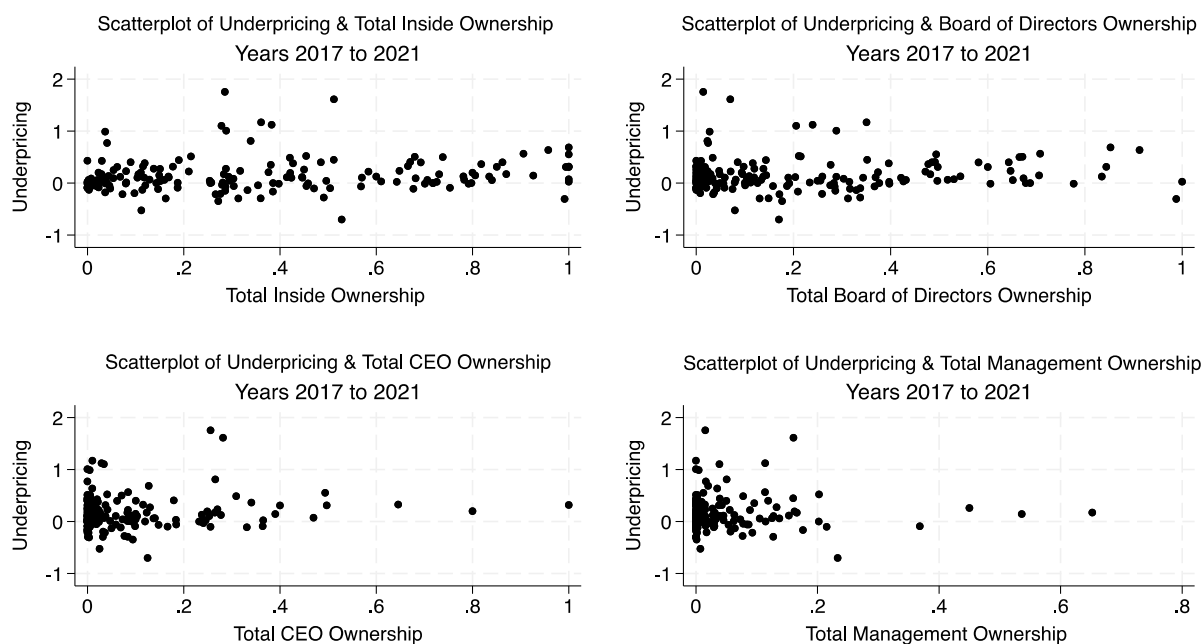 Scatterplot of Underpricing & Total Inside Ownership
Years 2017 to 2021
Underpricing
2
1
0
-1
0 .2 .4 .6 .8 1
Total Inside Ownership
Scatterplot of Underpricing & Board of Directors Ownership
Years 2017 to 2021
Underpricing
2
1
0
-1
0 .2 .4 .6 .8 1
Total Board of Directors Ownership
Scatterplot of Underpricing & Total CEO Ownership
Years 2017 to 2021
Underpricing
2
1
0
-1
0 .2 .4 .6 .8 1
Total CEO Ownership
Scatterplot of Underpricing & Total Management Ownership
Years 2017 to 2021
Underpricing
2
1
0
-1
0 .2 .4 .6 .8
Total Management Ownership